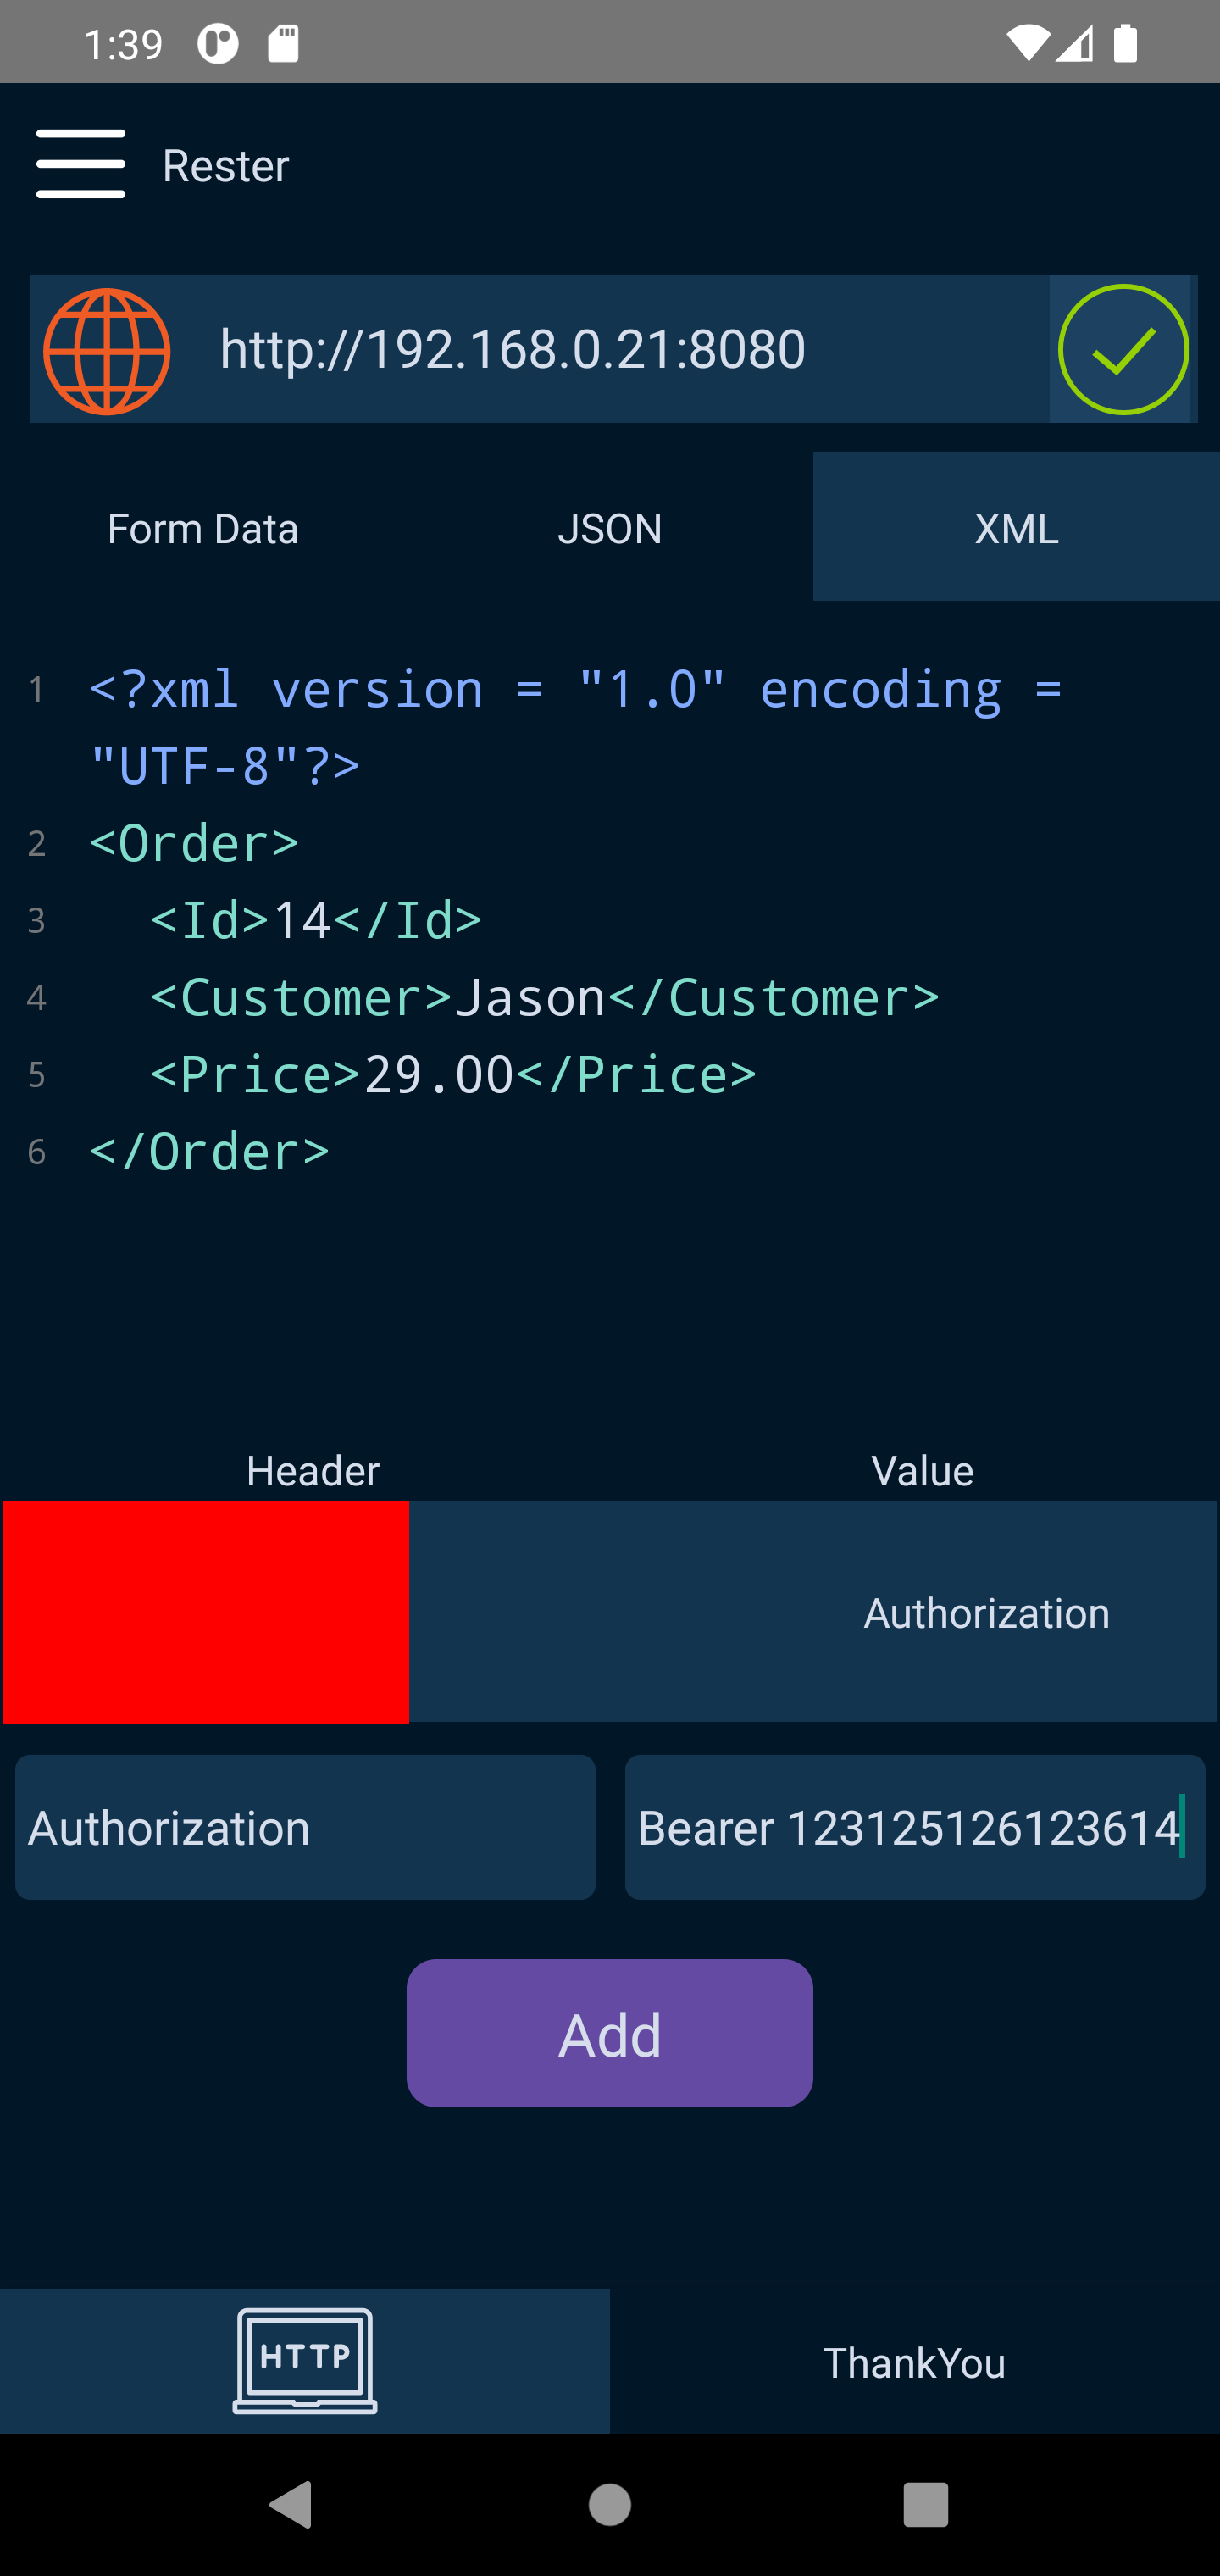 1:39
Rester
http://192.168.0.21:8080
Form Data JSON XML
1 <?xml version = "1.0" encoding =
"UTF-8"?>
2 <Order>
3 <Id>14</Id>
4 <Customer>Jason</Customer>
5 <Price>29.00</Price>
6 </Order>
Header Value
Authorization
Authorization Bearer 123125126123614
Add
HTTP ThankYou